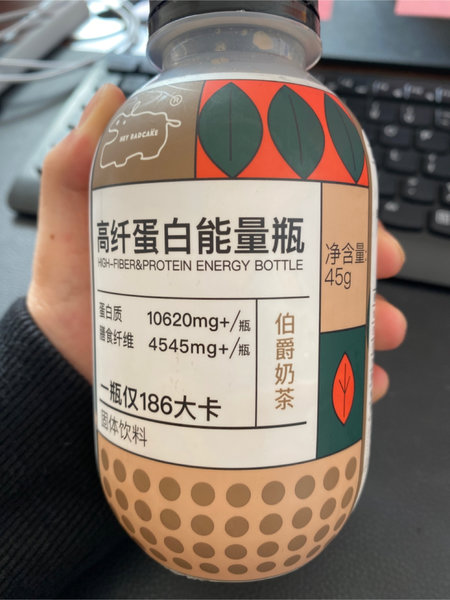 ®
HEY BADCAKE
高纤蛋白能量瓶
HIGH-FIBER&PROTEIN ENERGY BOTTLE
净含量:
45g
蛋白质 10620mg+/瓶
膳食纤维 4545mg+/瓶
伯爵奶茶
一瓶仅186大卡
固体饮料